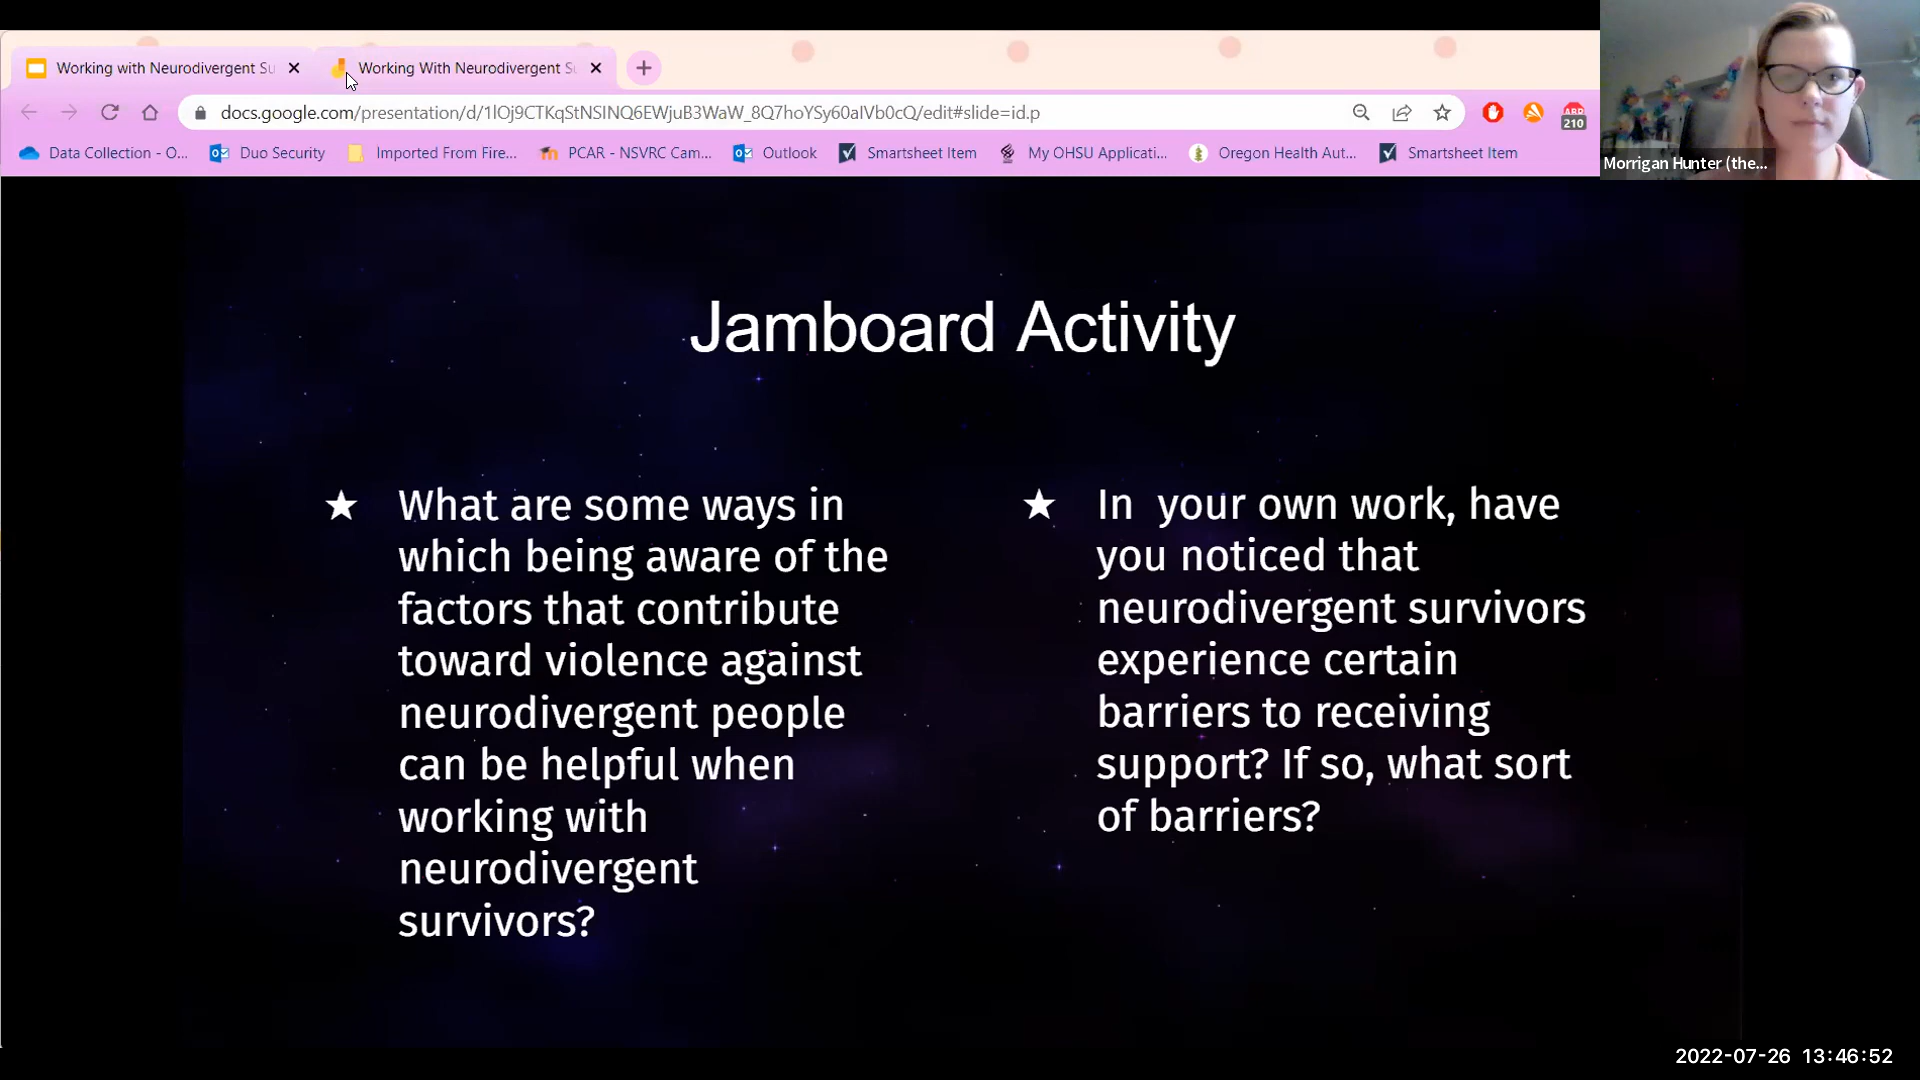 Working with Neurodivergent Su
Working With Neurodivergent Su
docs.google.com/presentation/d/1lOj9CTKqStNSINQ6EWjuB3WaW_8Q7hoYSy60aIVb0cQ/edit#slide=id.p
ABP
210
Data Collection - O...
Duo Security
Imported From Fire...
PCAR - NSVRC Cam...
Outlook
Smartsheet Item
My OHSU Applicati...
Oregon Health Aut...
Smartsheet Item
Morrigan Hunter (the...
Jamboard Activity
★ What are some ways in
which being aware of the
factors that contribute
toward violence against
neurodivergent people
can be helpful when
working with
neurodivergent
survivors?
★ In  your own work, have
you noticed that
neurodivergent survivors
experience certain
barriers to receiving
support? If so, what sort
of barriers?
2022-07-26 13:46:52